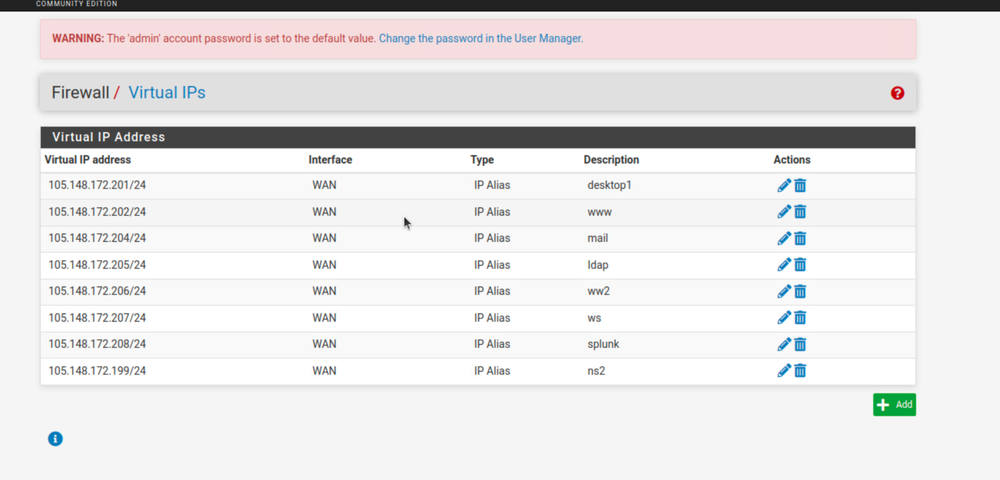 COMMUNITY EDITION
WARNING: The 'admin' account password is set to the default value. Change the password in the User Manager.
Firewall / Virtual IPs
Virtual IP Address
Virtual IP address Interface Type Description Actions
105.148.172.201/24 WAN IP Alias desktop1
105.148.172.202/24 WAN IP Alias www
105.148.172.204/24 WAN IP Alias mail
105.148.172.205/24 WAN IP Alias ldap
105.148.172.206/24 WAN IP Alias ww2
105.148.172.207/24 WAN IP Alias ws
105.148.172.208/24 WAN IP Alias splunk
105.148.172.199/24 WAN IP Alias ns2
Add